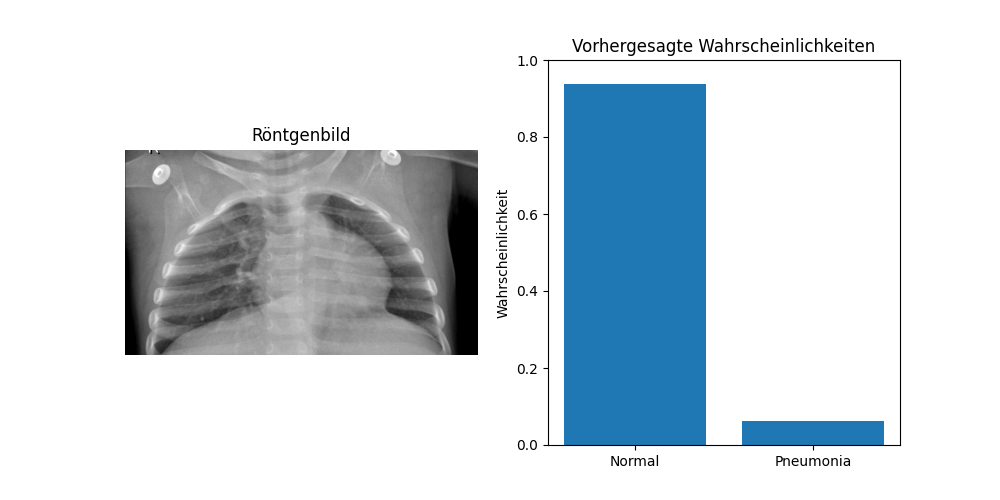 Röntgenbild
Vorhergesagte Wahrscheinlichkeiten
Wahrscheinlichkeit
1.0
0.8
0.6
0.4
0.2
0.0
Normal
Pneumonia